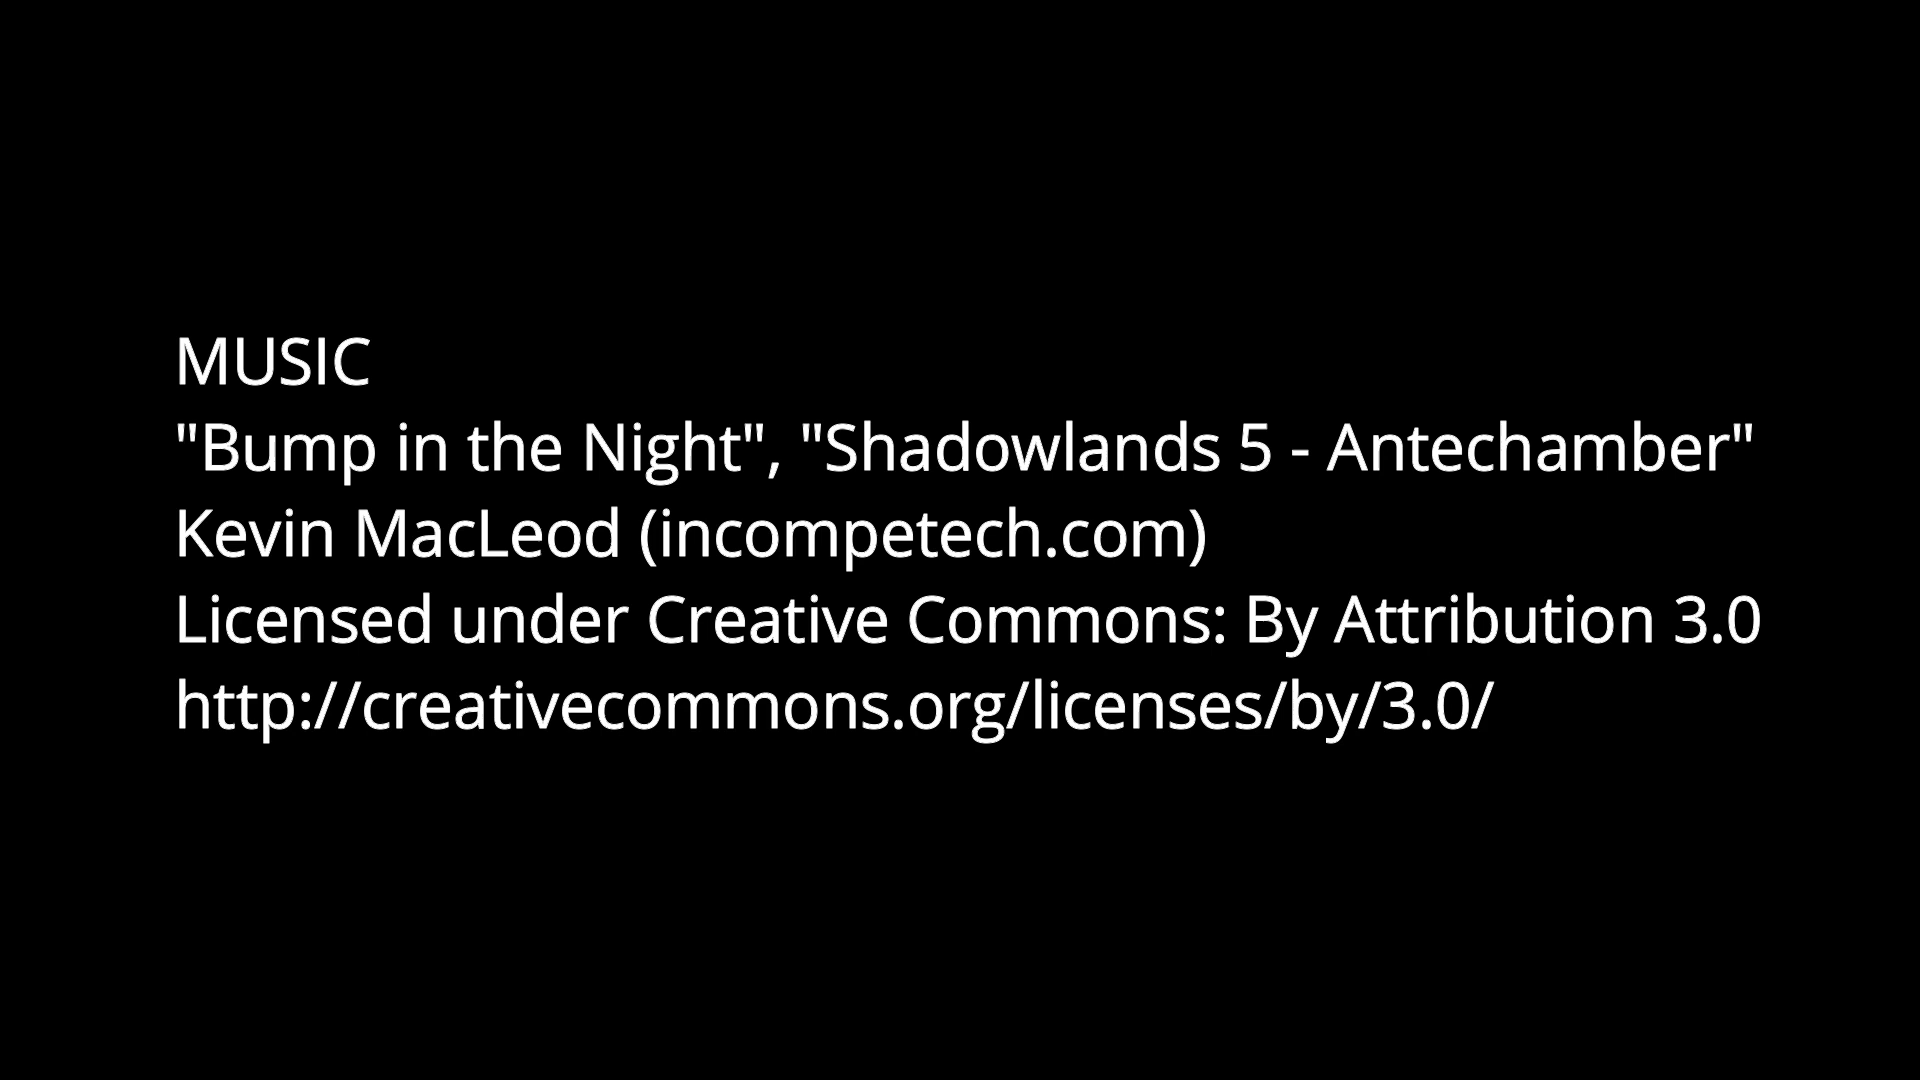 MUSIC
"Bump in the Night", "Shadowlands 5 - Antechamber"
Kevin MacLeod (incompetech.com)
Licensed under Creative Commons: By Attribution 3.0
http://creativecommons.org/licenses/by/3.0/